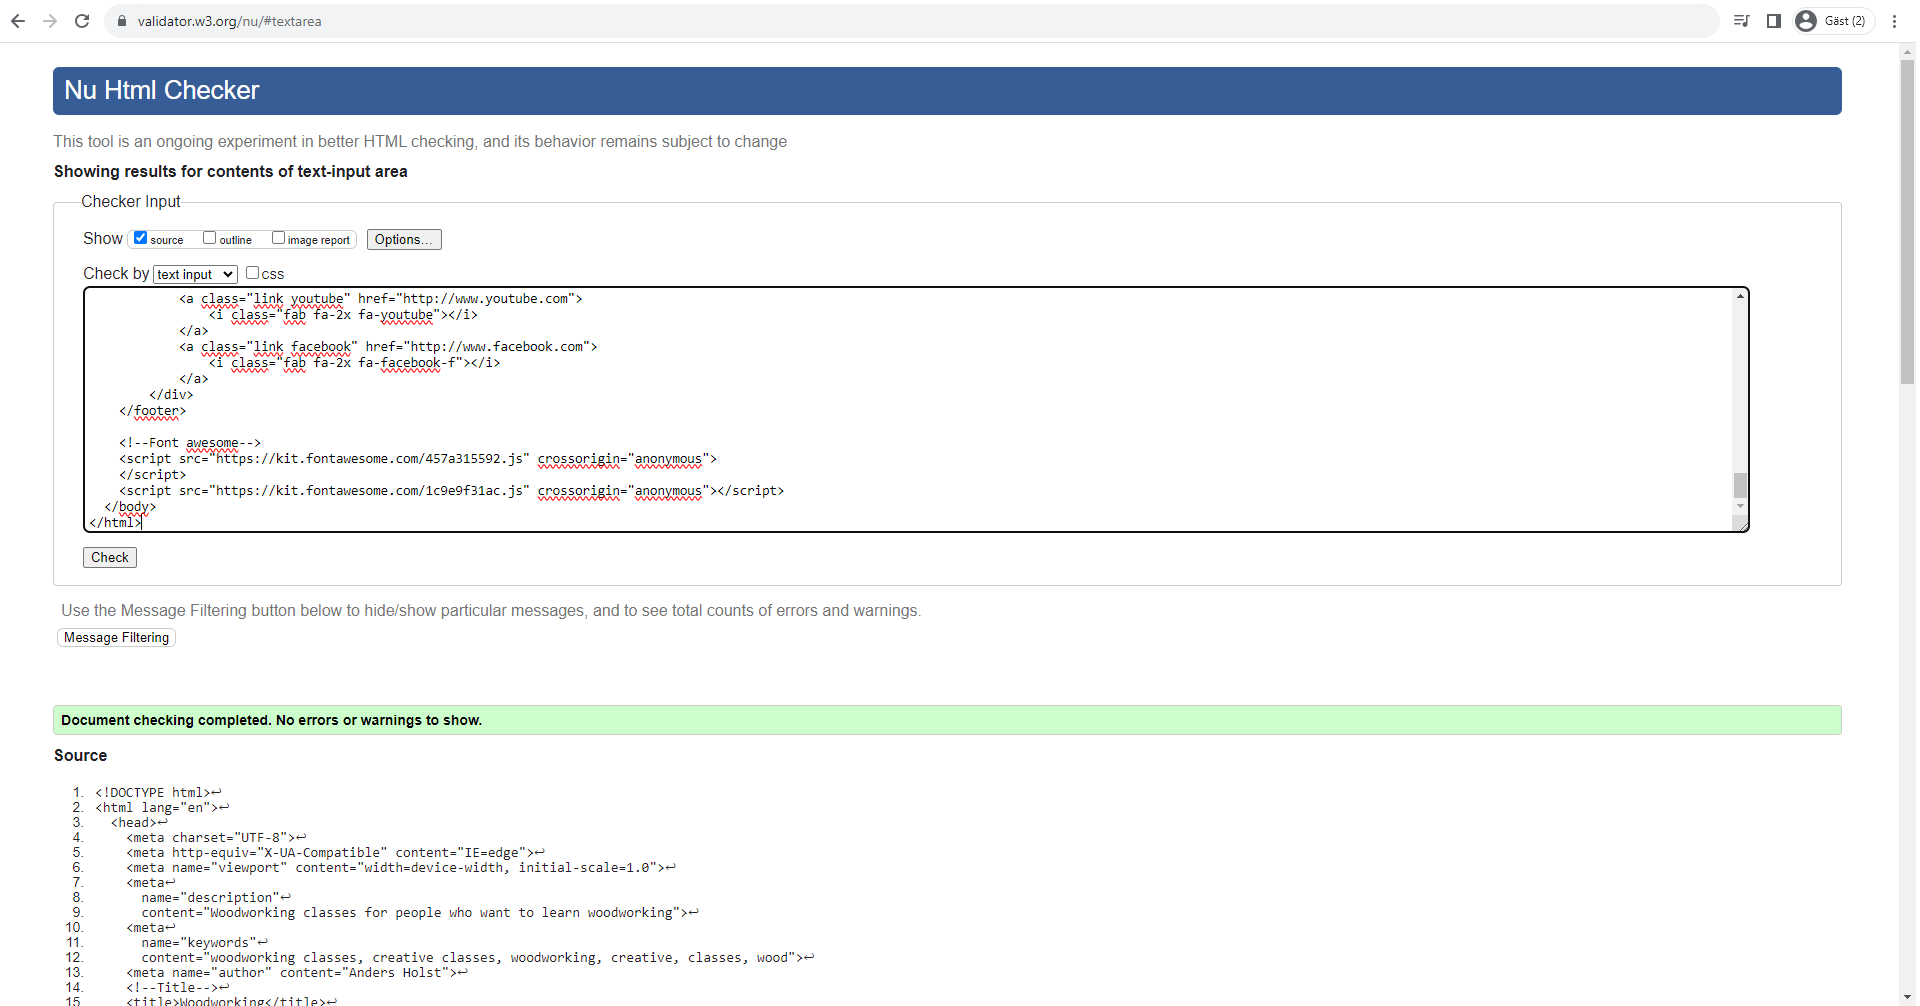 validator.w3.org/nu/#textarea
Gäst (2)
Nu Html Checker
This tool is an ongoing experiment in better HTML checking, and its behavior remains subject to change
Showing results for contents of text-input area
Checker Input
Show source outline image report Options...
Check by text input css
<a class="link youtube" href="http://www.youtube.com">
<i class="fab fa-2x fa-youtube"></i>
</a>
<a class="link facebook" href="http://www.facebook.com">
<i class="fab fa-2x fa-facebook-f"></i>
</a>
</div>
</footer>
<!--Font awesome-->
<script src="https://kit.fontawesome.com/457a315592.js" crossorigin="anonymous">
</script>
<script src="https://kit.fontawesome.com/1c9e9f31ac.js" crossorigin="anonymous"></script>
</body>
</html>
Check
Use the Message Filtering button below to hide/show particular messages, and to see total counts of errors and warnings.
Message Filtering
Document checking completed. No errors or warnings to show.
Source
1. <!DOCTYPE html>↩
2. <html lang="en">↩
3. <head>↩
4. <meta charset="UTF-8">↩
5. <meta http-equiv="X-UA-Compatible" content="IE=edge">↩
6. <meta name="viewport" content="width=device-width, initial-scale=1.0">↩
7. <meta↩
8. name="description"↩
9. content="Woodworking classes for people who want to learn woodworking">↩
10. <meta↩
11. name="keywords"↩
12. content="woodworking classes, creative classes, woodworking, creative, classes, wood">↩
13. <meta name="author" content="Anders Holst">↩
14. <!--Title-->↩
15. <title>Woodworking</title>↩